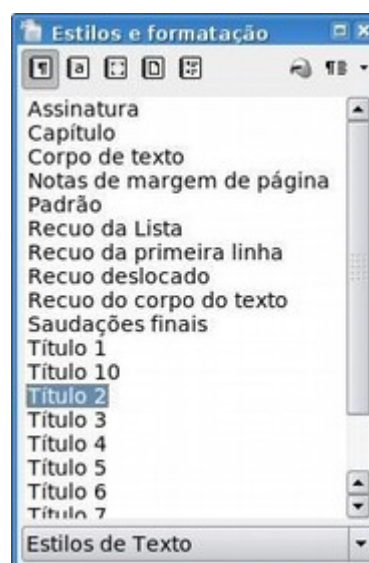 Estilos e formatação
Assinatura
Capítulo
Corpo de texto
Notas de margem de página
Padrão
Recuo da Lista
Recuo da primeira linha
Recuo deslocado
Recuo do corpo do texto
Saudações finais
Título 1
Título 10
Título 2
Título 3
Título 4
Título 5
Título 6
Título 7
Estilos de Texto